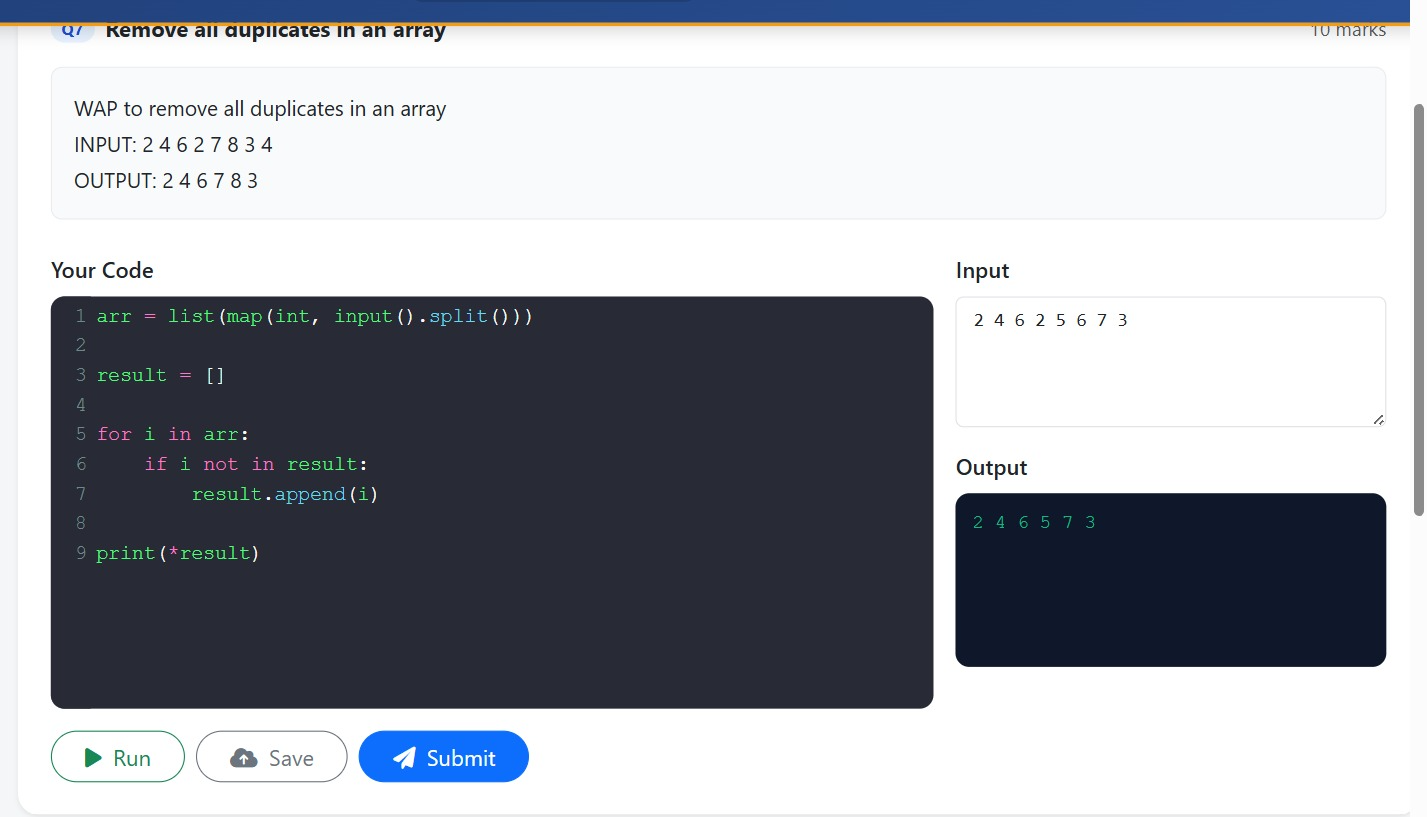 Q7 Remove all duplicates in an array 10 marks
WAP to remove all duplicates in an array
INPUT: 2 4 6 2 7 8 3 4
OUTPUT: 2 4 6 7 8 3
Your Code
1 arr = list(map(int, input().split()))
2
3 result = []
4
5 for i in arr:
6     if i not in result:
7         result.append(i)
8
9 print(*result)
Input
2 4 6 2 5 6 7 3
Output
2 4 6 5 7 3
Run Save Submit